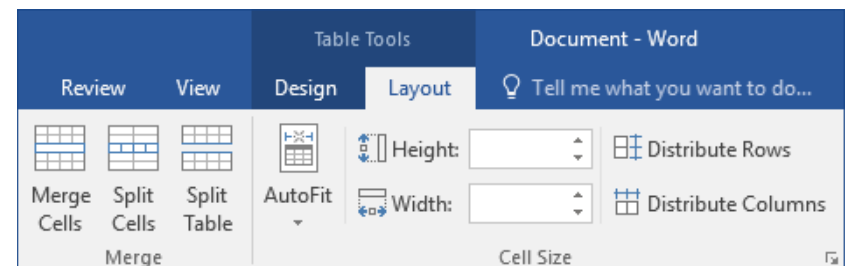 Table Tools
Document - Word
Review View Design Layout Tell me what you want to do...
Merge Cells
Split Cells
Split Table
AutoFit
Height:
Width:
Distribute Rows
Distribute Columns
Merge
Cell Size